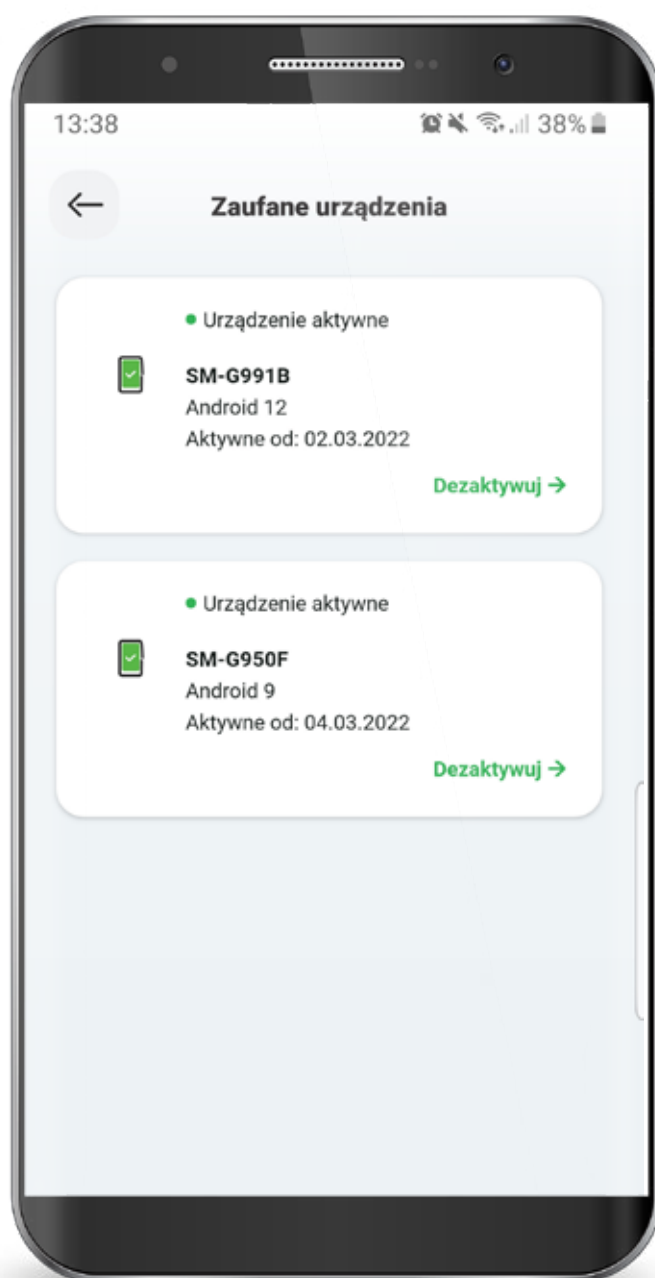 13:38
38%
Zaufane urządzenia
Urządzenie aktywne
SM-G991B
Android 12
Aktywne od: 02.03.2022
Dezaktywuj →
Urządzenie aktywne
SM-G950F
Android 9
Aktywne od: 04.03.2022
Dezaktywuj →